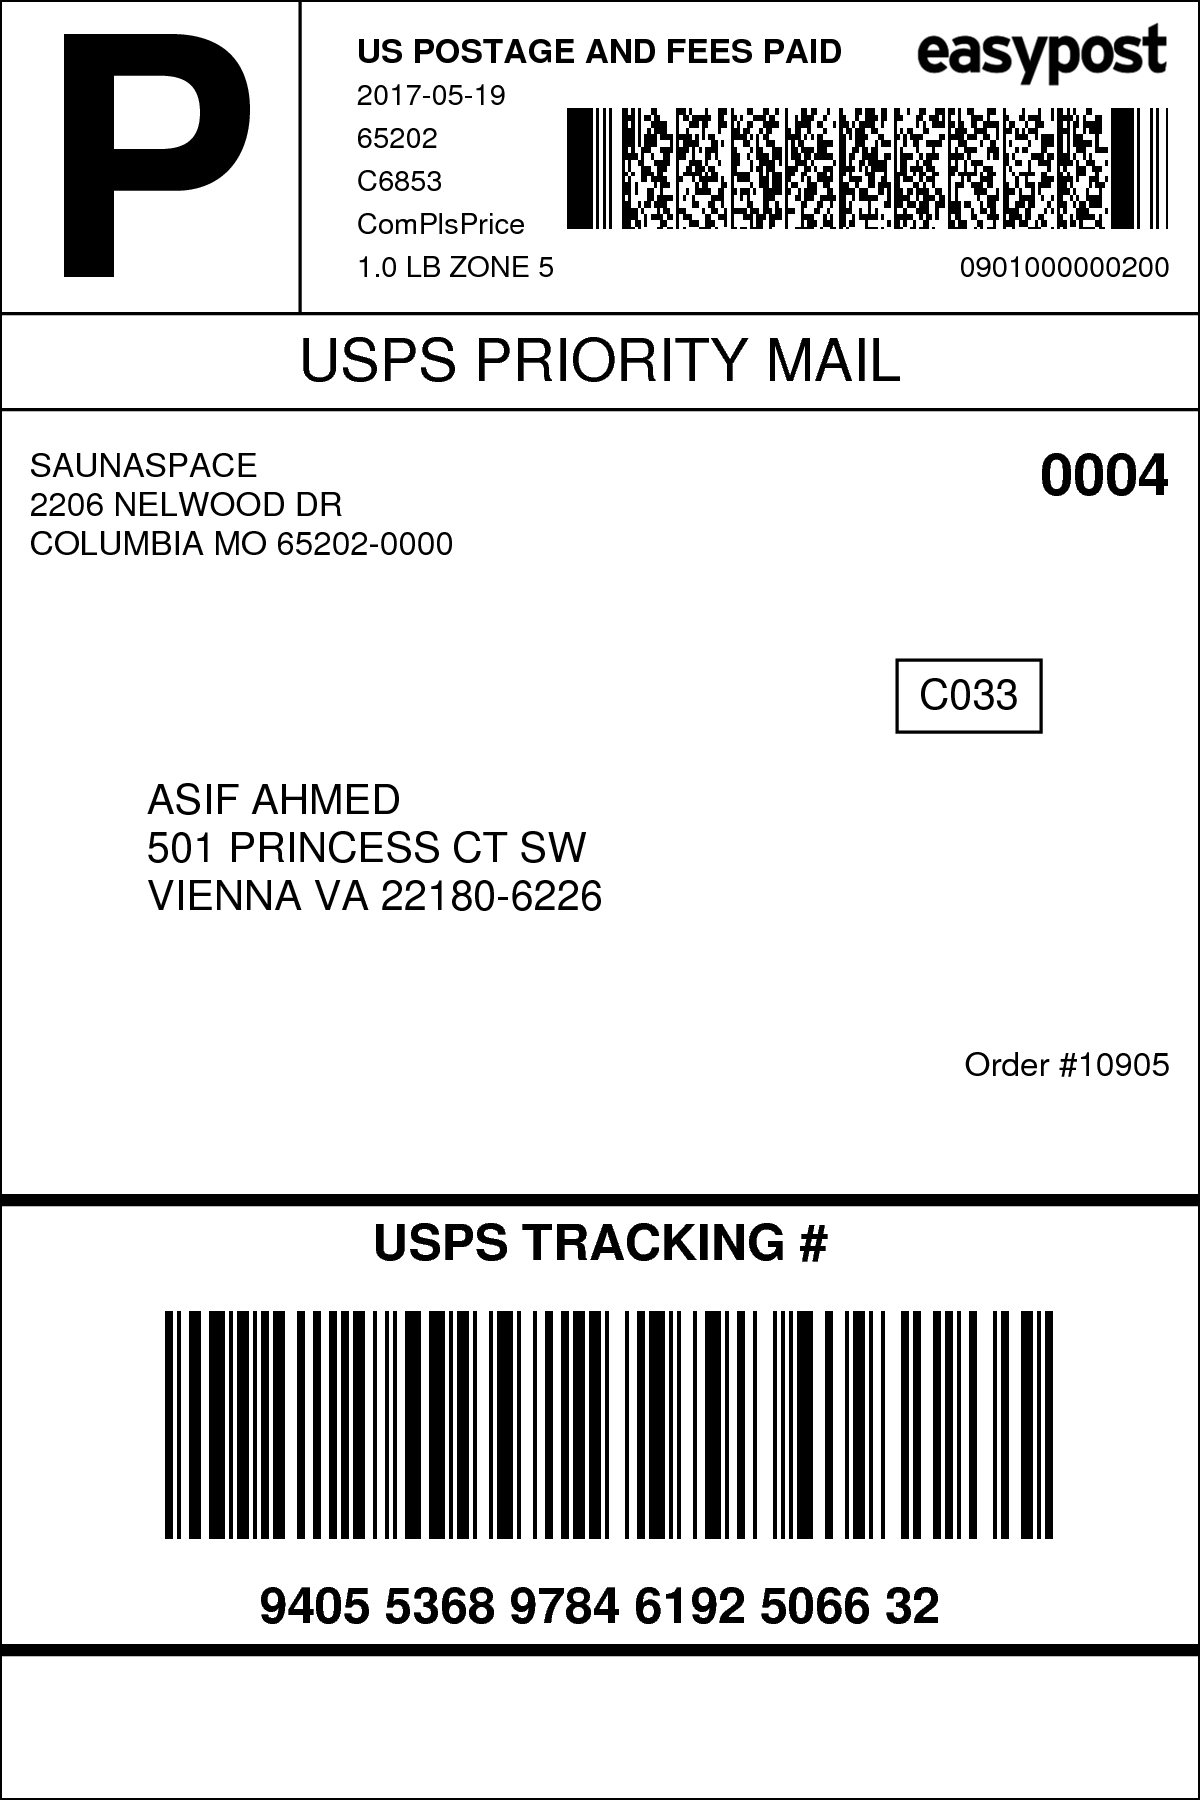 P
US POSTAGE AND FEES PAID
easypost
2017-05-19
65202
C6853
ComPlsPrice
1.0 LB ZONE 5
0901000000200
USPS PRIORITY MAIL
SAUNASPACE
2206 NELWOOD DR
COLUMBIA MO 65202-0000
0004
C033
ASIF AHMED
501 PRINCESS CT SW
VIENNA VA 22180-6226
Order #10905
USPS TRACKING #
9405 5368 9784 6192 5066 32